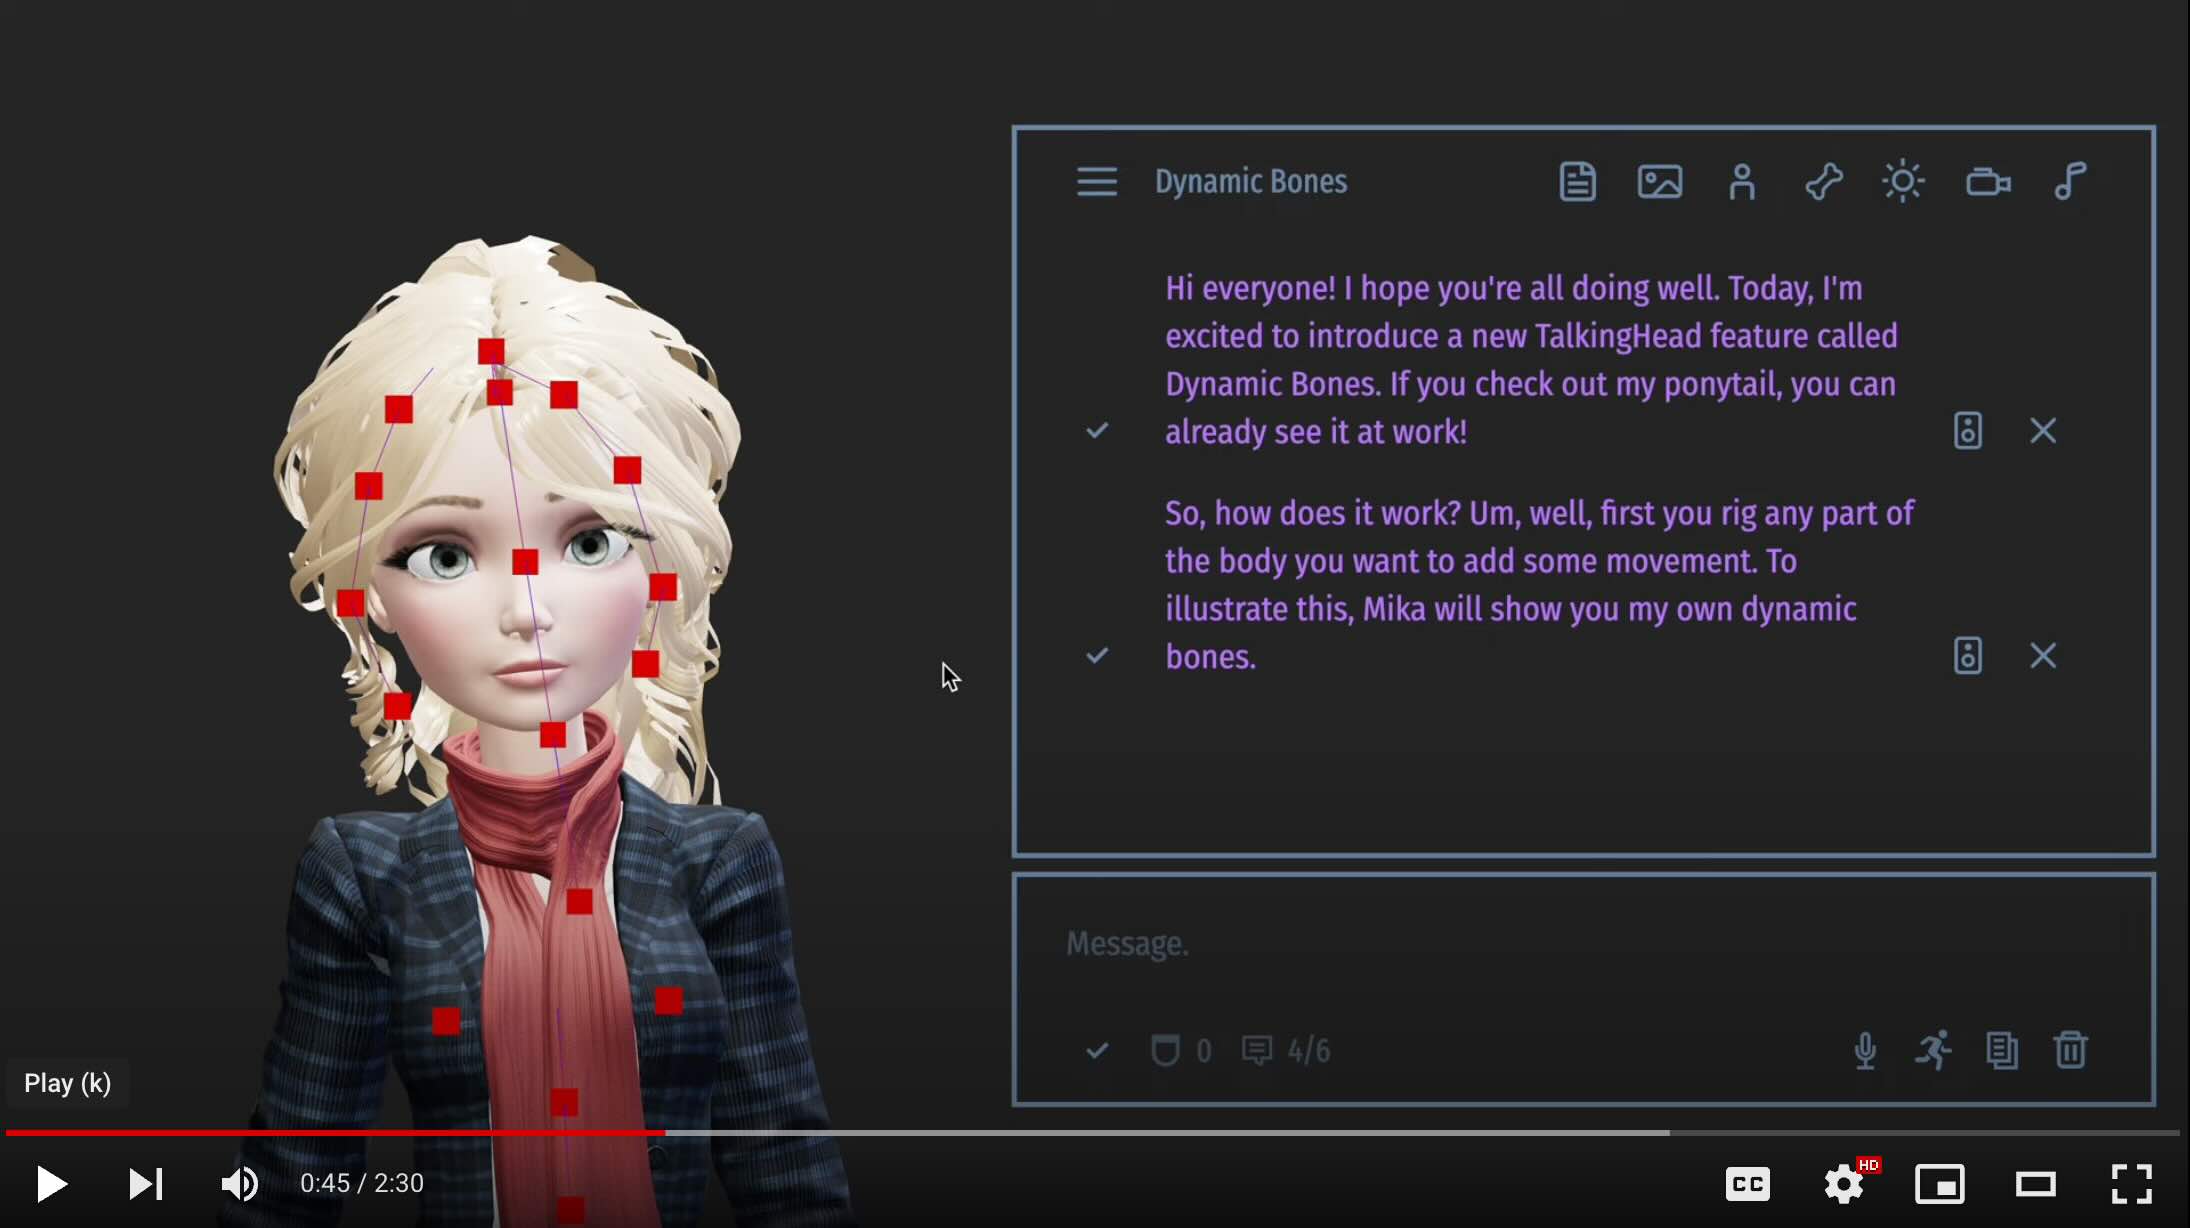 Dynamic Bones
Hi everyone! I hope you're all doing well. Today, I'm
excited to introduce a new TalkingHead feature called
Dynamic Bones. If you check out my ponytail, you can
already see it at work!
So, how does it work? Um, well, first you rig any part of
the body you want to add some movement. To
illustrate this, Mika will show you my own dynamic
bones.
Message.
0 4/6
Play (k)
0:45 / 2:30
CC
HD